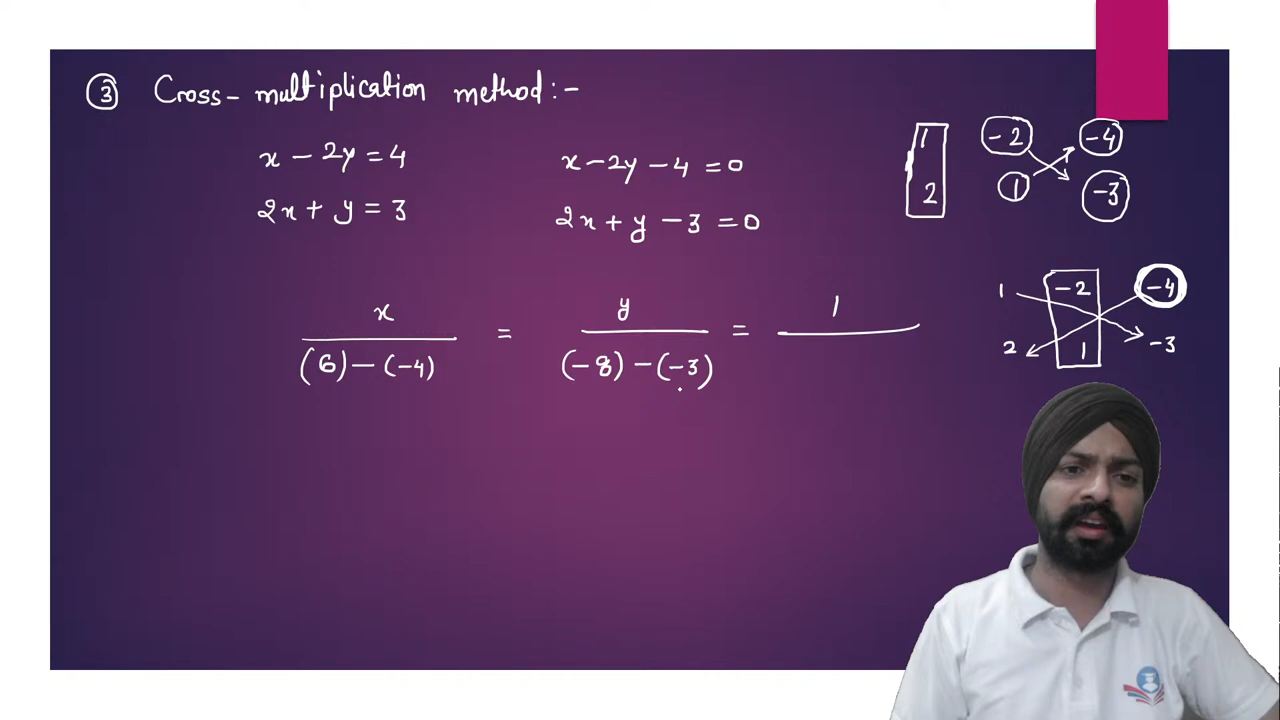 ③ Cross-multiplication method:-
x - 2y = 4
2x + y = 3
x - 2y - 4 = 0
2x + y - 3 = 0
1 -2 -4
2 1 -3
1 -2 -4
2 1 -3
x = y = 1
(6) - (-4) (-8) - (-3)